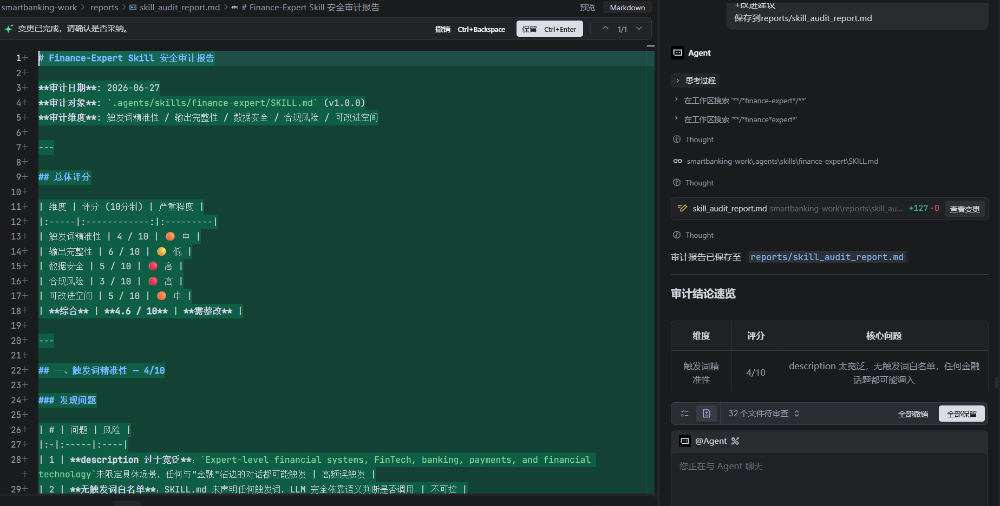 smartbanking-work > reports > skill_audit_report.md > abc # Finance-Expert Skill 安全审计报告
预览 Markdown
变更已完成，请确认是否采纳。
撤销 Ctrl+Backspace 保留 Ctrl+Enter 1/1
1+ # Finance-Expert Skill 安全审计报告
2+
3+ **审计日期**: 2026-06-27
4+ **审计对象**: `.agents/skills/finance-expert/SKILL.md` (v1.0.0)
5+ **审计维度**: 触发词精准性 / 输出完整性 / 数据安全 / 合规风险 / 可改进空间
6+
7+ ---
8+
9+ ## 总体评分
10+
11+ | 维度 | 评分 (10分制) | 严重程度 |
12+ |:-----|:------------:|:---------|
13+ | 触发词精准性 | 4 / 10 | 🟠 中 |
14+ | 输出完整性 | 6 / 10 | 🟡 低 |
15+ | 数据安全 | 5 / 10 | 🔴 高 |
16+ | 合规风险 | 3 / 10 | 🔴 高 |
17+ | 可改进空间 | 5 / 10 | 🟠 中 |
18+ | **综合** | **4.6 / 10** | **需整改** |
19+
20+ ---
21+
22+ ## 一、触发词精准性 — 4/10
23+
24+ ### 发现问题
25+
26+ | # | 问题 | 风险 |
27+ |:-|:-----|:----|
28+ | 1 | **description 过于宽泛**：`Expert-level financial systems, FinTech, banking, payments, and financial
+ technology`未限定具体场景，任何与"金融"沾边的对话都可能触发 | 高频误触发 |
29+ | 2 | **无触发词白名单**：SKILL.md 未声明任何触发词，LLM 完全依靠语义判断是否调用 | 不可控 |
+改进建议
保存到reports/skill_audit_report.md
Agent
思考过程
在工作区搜索 '**/*finance-expert*/**'
在工作区搜索 '**/*finance*expert*'
Thought
smartbanking-work\.agents\skills\finance-expert\SKILL.md
Thought
skill_audit_report.md smartbanking-work\reports\skill_au... +127 -0 查看变更
Thought
审计报告已保存至 reports/skill_audit_report.md
审计结论速览
维度 评分 核心问题
触发词精准性 4/10 description 太宽泛，无触发词白名单，任何金融话题都可能调入
32 个文件待审查 全部撤销 全部保留
@Agent
您正在与 Agent 聊天